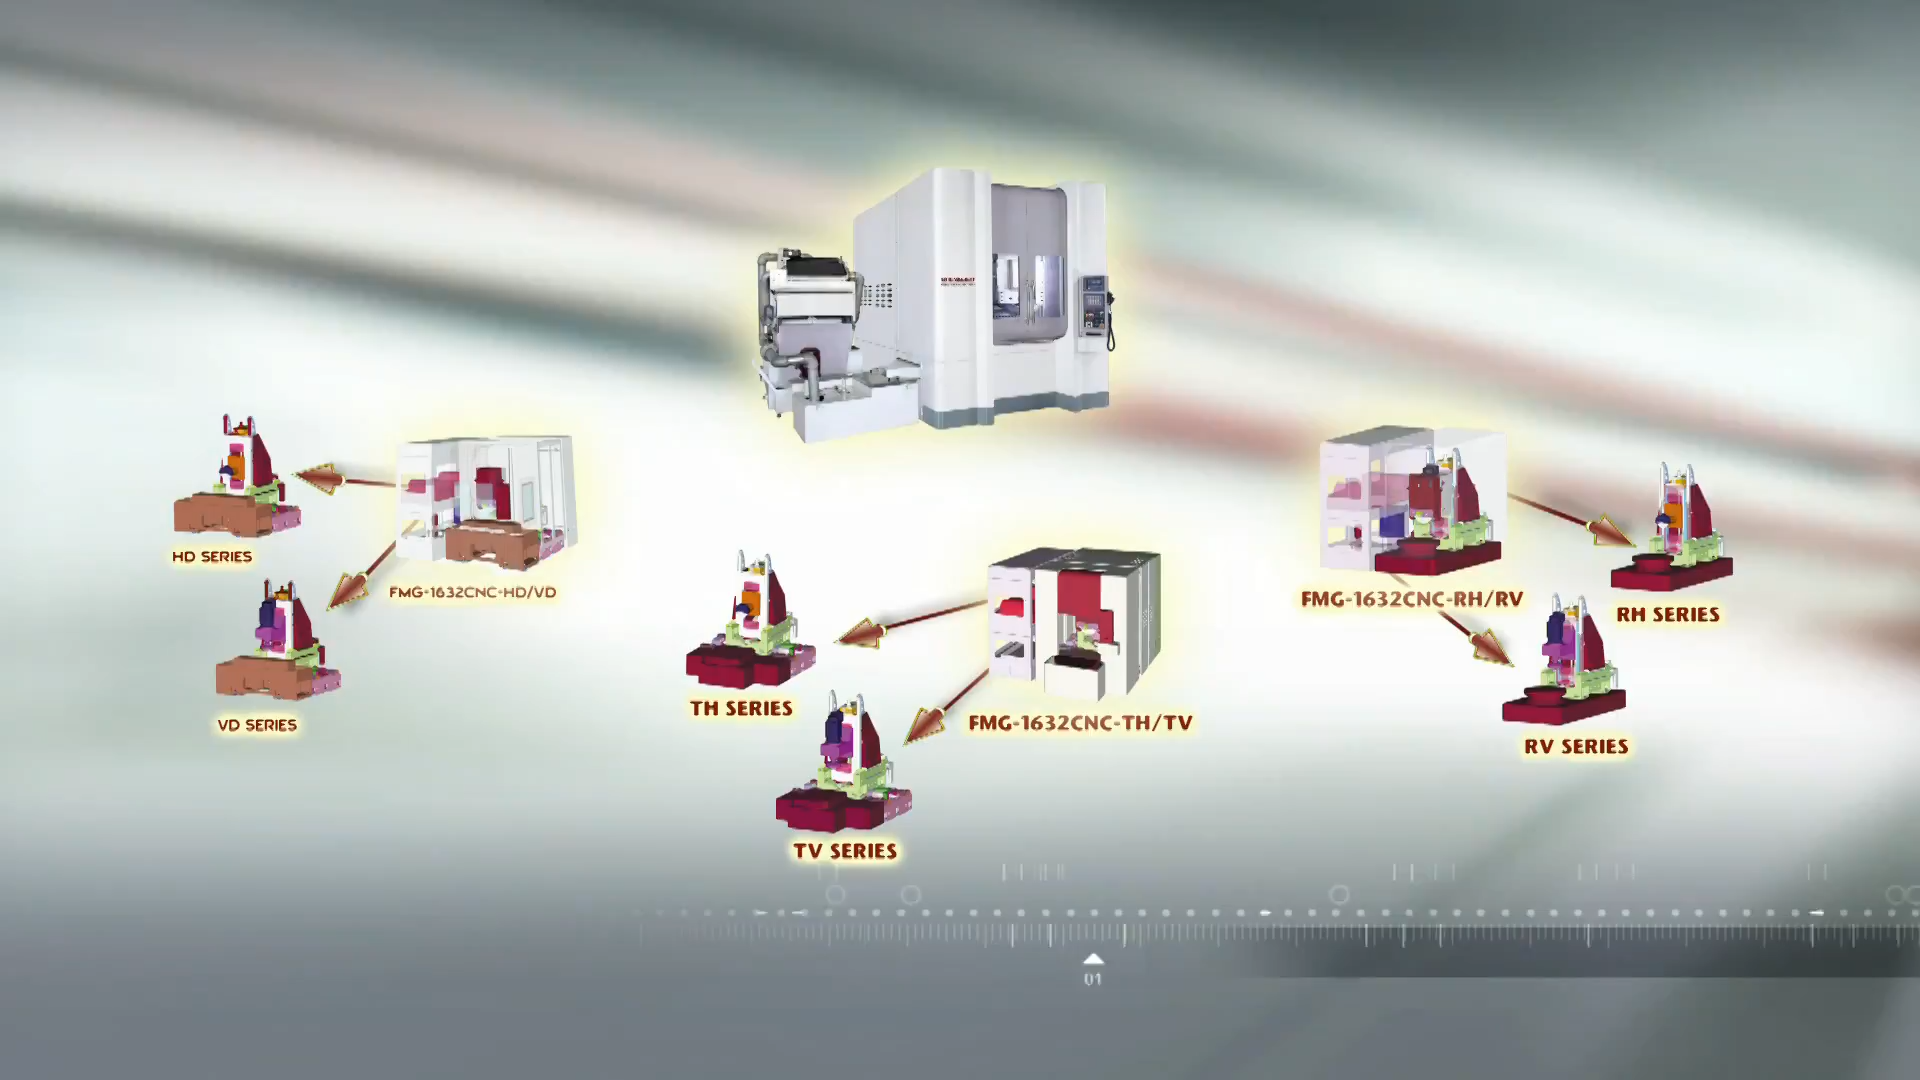 HD SERIES
FMG-1632CNC-HD/VD
VD SERIES
TH SERIES
FMG-1632CNC-TH/TV
TV SERIES
FMG-1632CNC-RH/RV
RH SERIES
RV SERIES
01